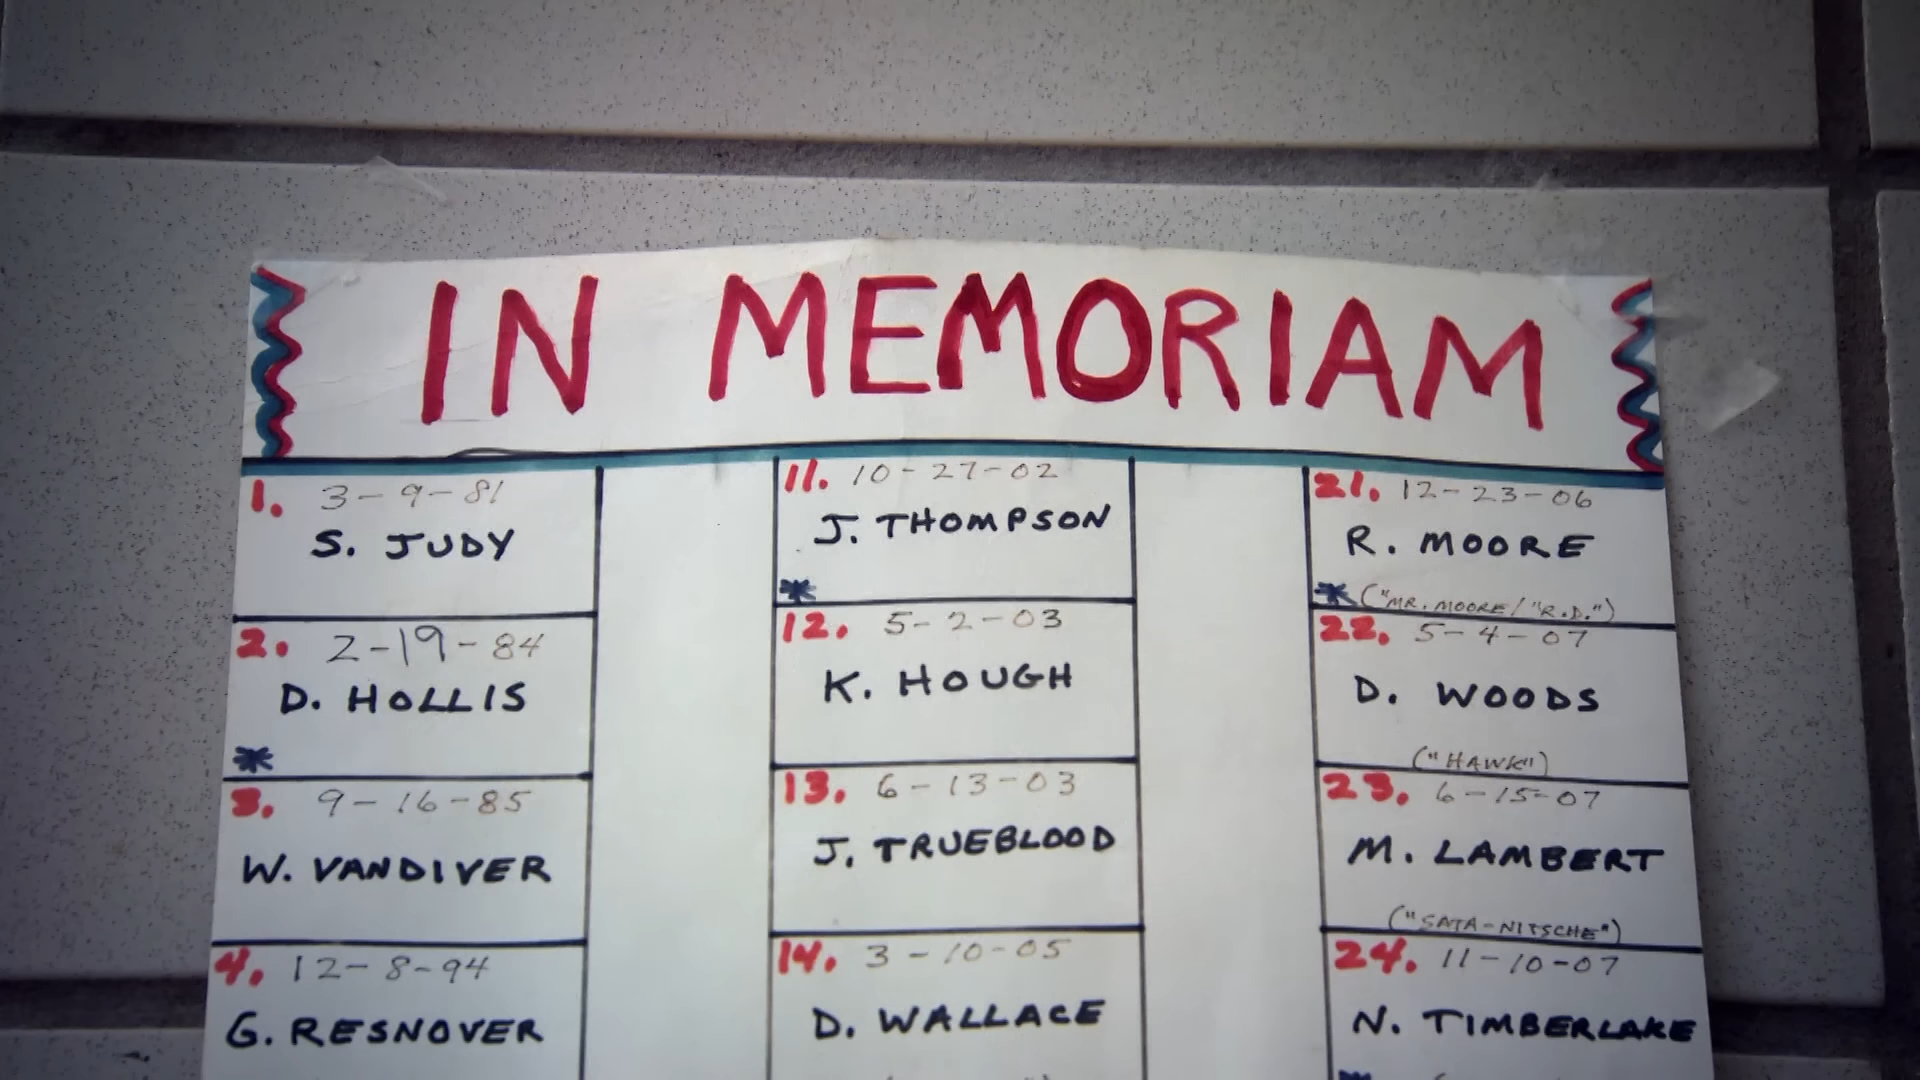 IN MEMORIAM
1. 3-9-81
S. JUDY
2. 2-19-84
D. HOLLIS
*
3. 9-16-85
W. VANDIVER
4. 12-8-94
G. RESNOVER
11. 10-27-02
J. THOMPSON
*
12. 5-2-03
K. HOUGH
13. 6-13-03
J. TRUEBLOOD
14. 3-10-05
D. WALLACE
21. 12-23-06
R. MOORE
* ("MR. MOORE/"R.D.")
22. 5-4-07
D. WOODS
("HAWK")
23. 6-15-07
M. LAMBERT
("SATA-NITSCHE")
24. 11-10-07
N. TIMBERLAKE